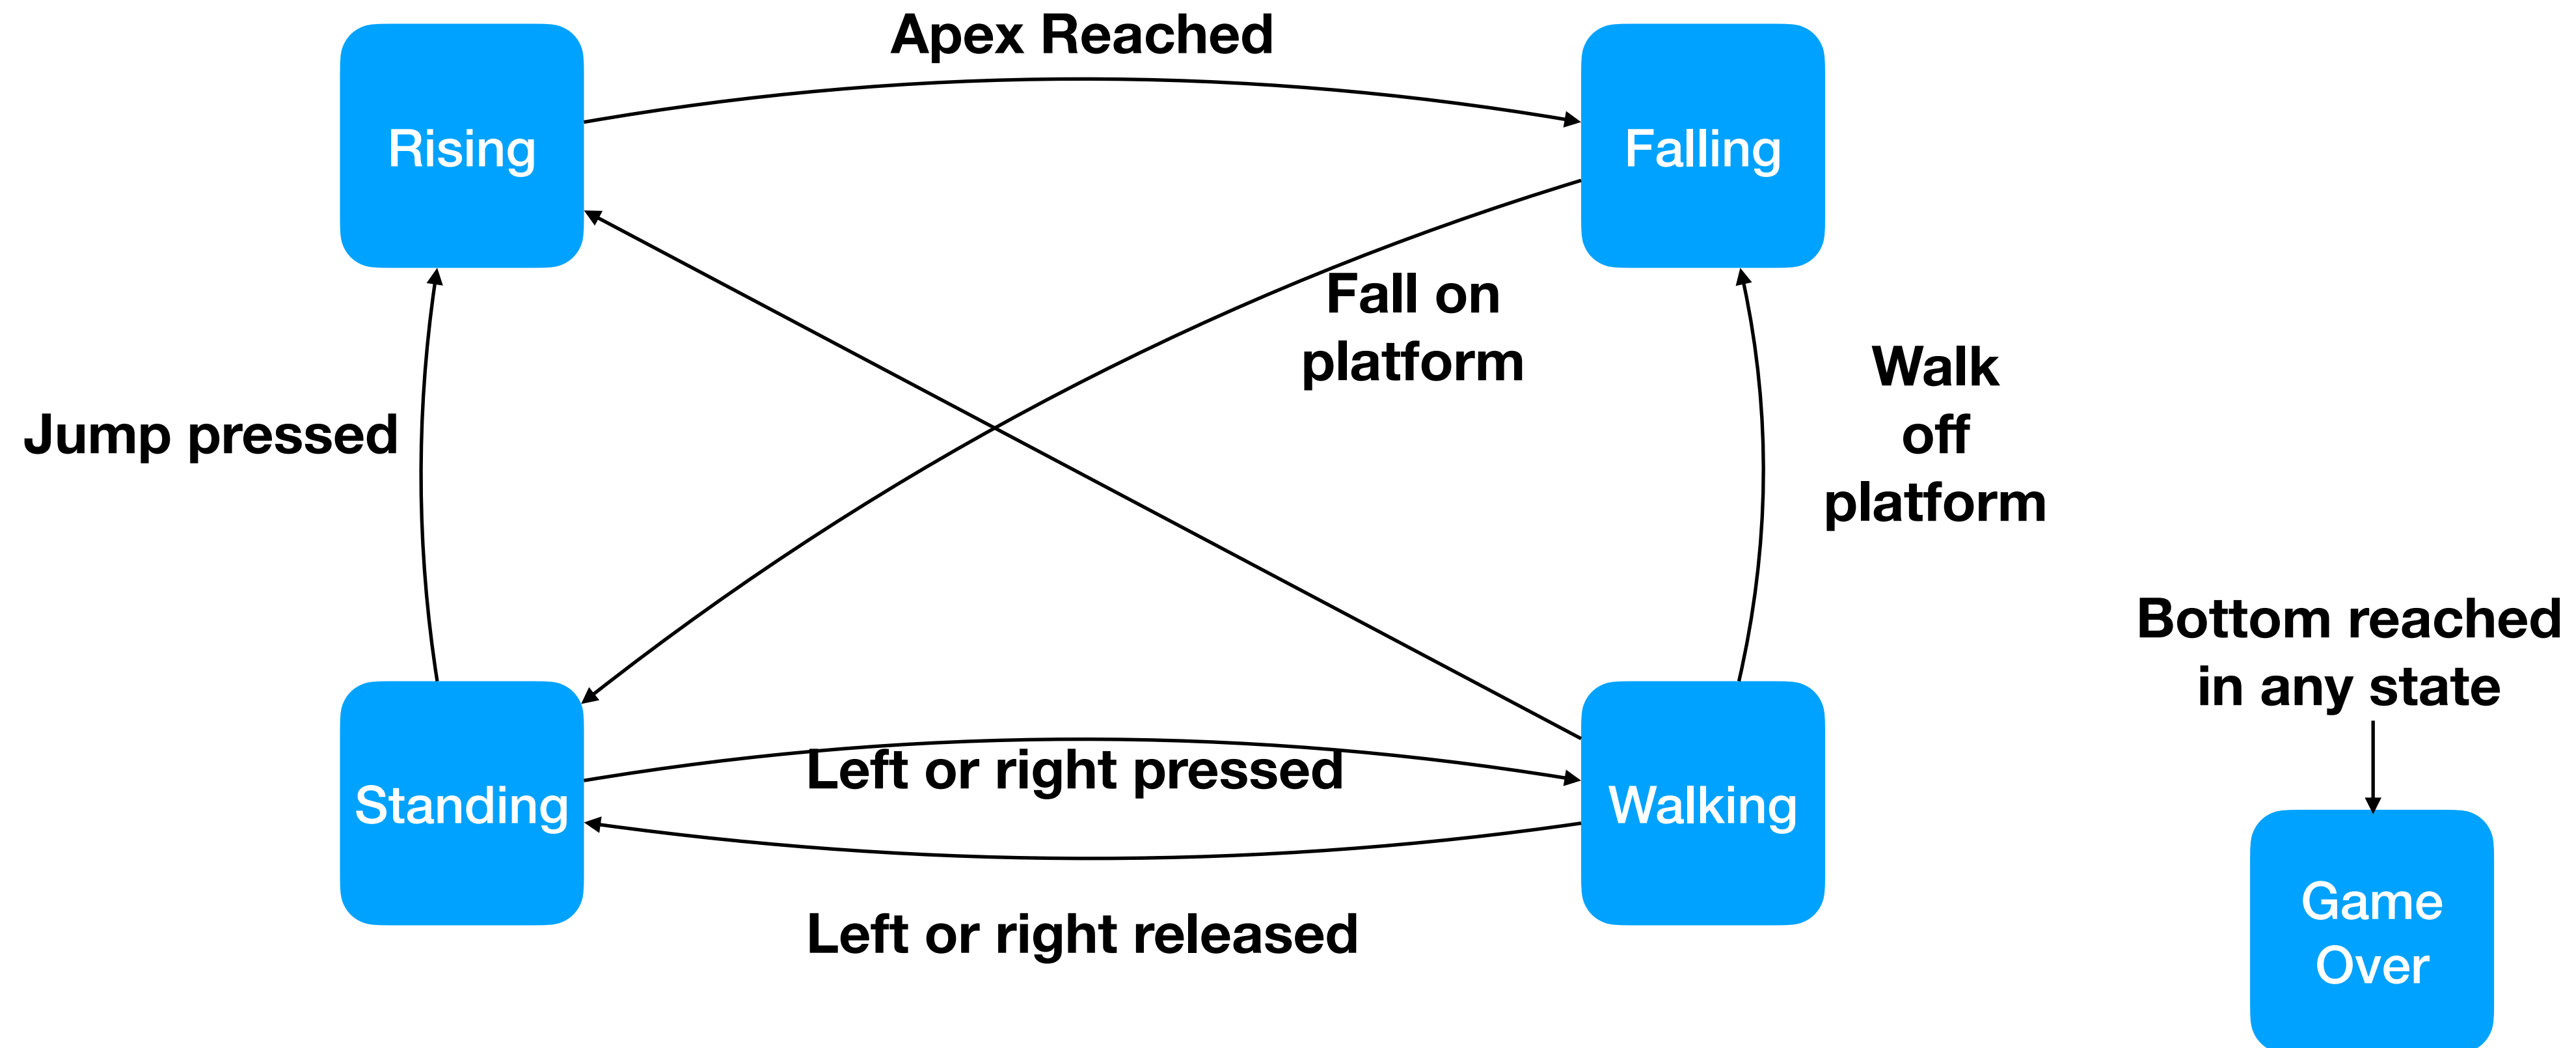 Apex Reached
Rising
Falling
Fall on
platform
Walk
off
platform
Jump pressed
Bottom reached
in any state
Left or right pressed
Standing
Walking
Left or right released
Game
Over